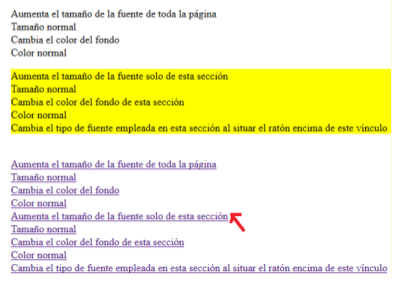 Aumenta el tamaño de la fuente de toda la página
Tamaño normal
Cambia el color del fondo
Color normal
Aumenta el tamaño de la fuente solo de esta sección
Tamaño normal
Cambia el color del fondo de esta sección
Color normal
Cambia el tipo de fuente empleada en esta sección al situar el ratón encima de este vínculo
Aumenta el tamaño de la fuente de toda la página
Tamaño normal
Cambia el color del fondo
Color normal
Aumenta el tamaño de la fuente solo de esta sección
Tamaño normal
Cambia el color del fondo de esta sección
Color normal
Cambia el tipo de fuente empleada en esta sección al situar el ratón encima de este vínculo